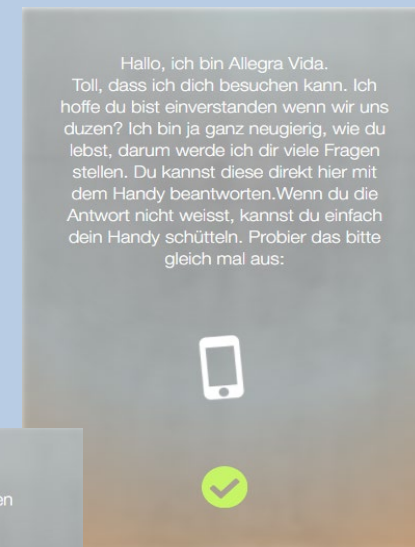 Hallo, ich bin Allegra Vida.
Toll, dass ich dich besuchen kann. Ich
hoffe du bist einverstanden wenn wir uns
duzen? Ich bin ja ganz neugierig, wie du
lebst, darum werde ich dir viele Fragen
stellen. Du kannst diese direkt hier mit
dem Handy beantworten.Wenn du die
Antwort nicht weisst, kannst du einfach
dein Handy schütteln. Probier das bitte
gleich mal aus:
en